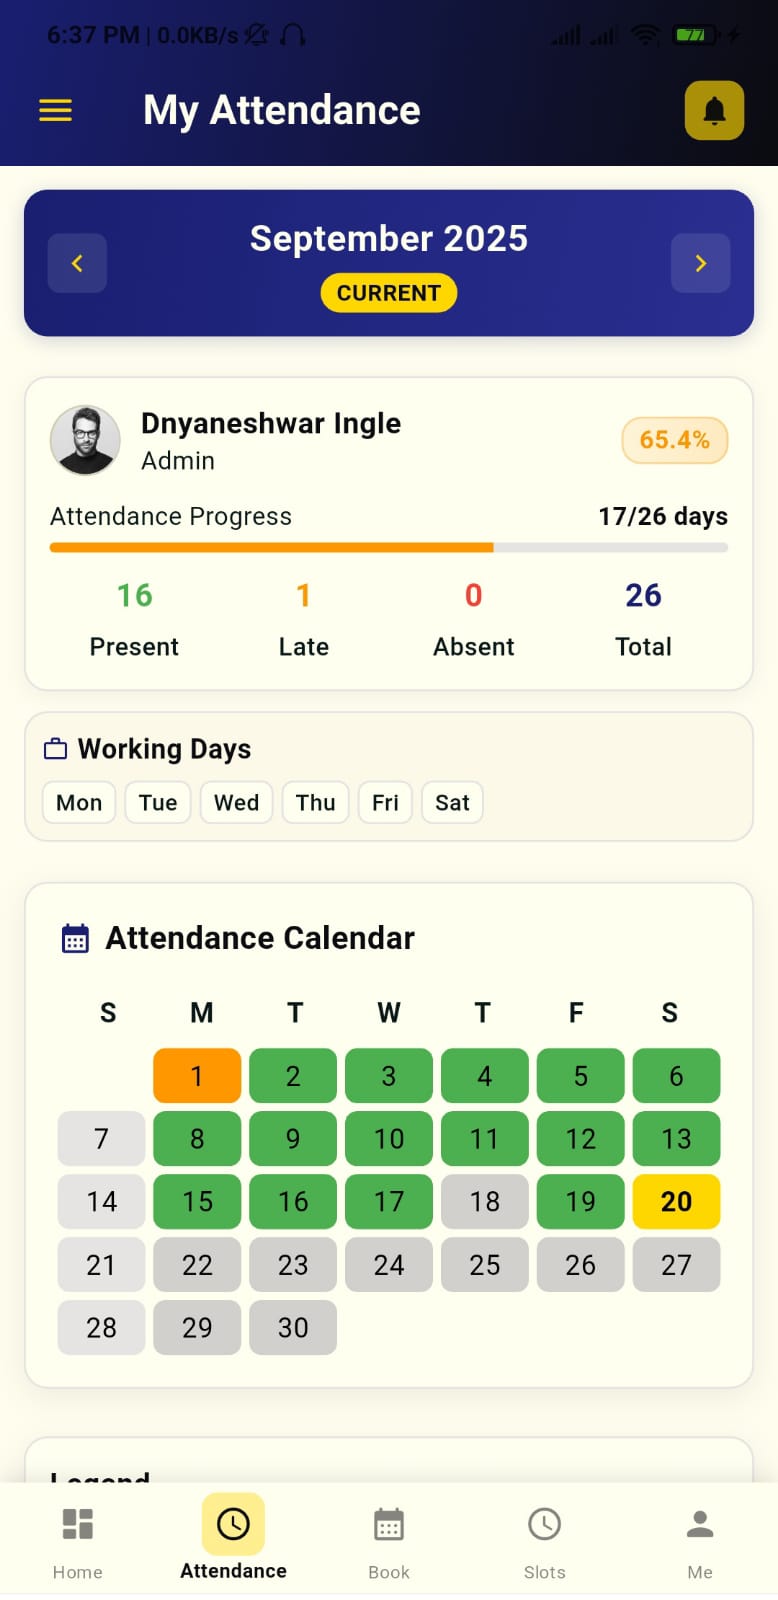 6:37 PM | 0.0KB/s
77
My Attendance
September 2025
CURRENT
Dnyaneshwar Ingle
Admin
65.4%
Attendance Progress
17/26 days
16 1 0 26
Present Late Absent Total
Working Days
Mon Tue Wed Thu Fri Sat
Attendance Calendar
S M T W T F S
1 2 3 4 5 6
7 8 9 10 11 12 13
14 15 16 17 18 19 20
21 22 23 24 25 26 27
28 29 30
Legend
Home Attendance Book Slots Me